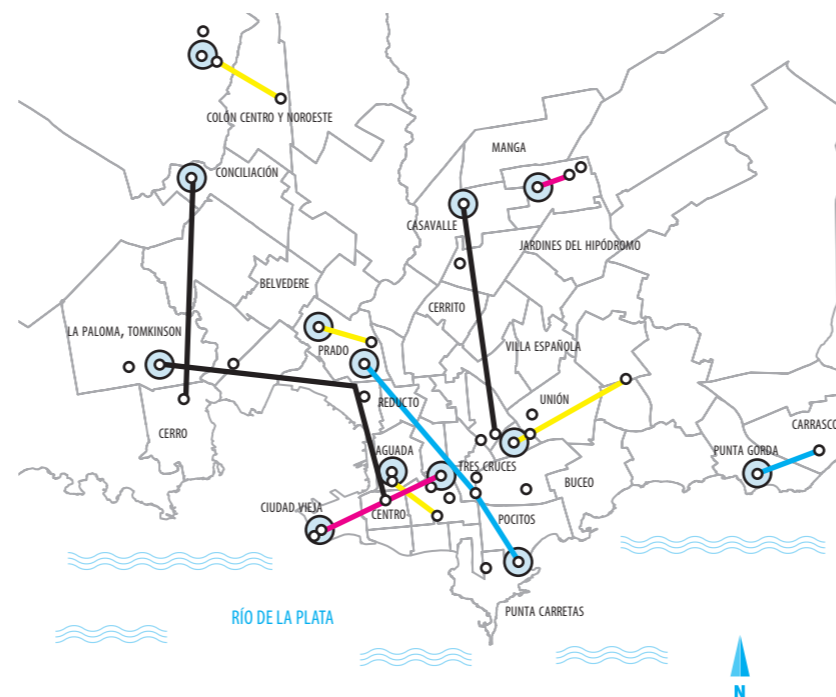 COLÓN CENTRO Y NOROESTE
MANGA
CONCILIACIÓN
CASAVALLE
JARDINES DEL HIPÓDROMO
BELVEDERE
CERRITO
LA PALOMA, TOMKINSON
VILLA ESPAÑOLA
PRADO
REDUCTO
UNIÓN
CERRO
CARRASCO
AGUADA
PUNTA GORDA
TRES CRUCES
BUCEO
CIUDAD VIEJA
CENTRO
POCITOS
PUNTA CARRETAS
RÍO DE LA PLATA
N